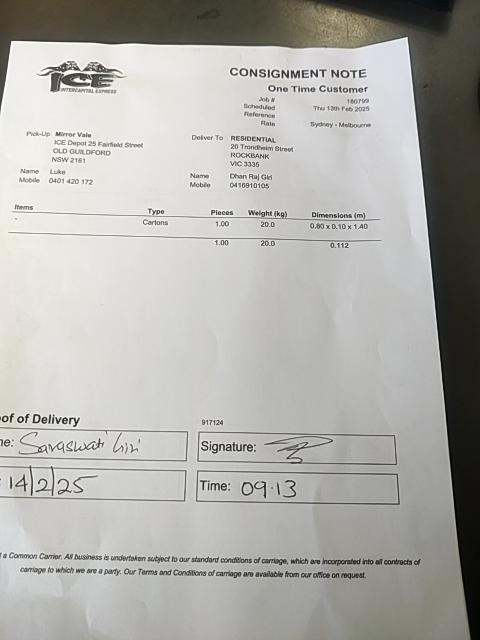 ICE
INTERCAPITAL EXPRESS
CONSIGNMENT NOTE
One Time Customer
Job # 180799
Scheduled Thu 13th Feb 2025
Reference
Rate Sydney - Melbourne
Pick-Up Mirror Vale
ICE Depot 25 Fairfield Street
OLD GUILDFORD
NSW 2161
Name Luke
Mobile 0401 420 172
Deliver To RESIDENTIAL
20 Trondheim Street
ROCKBANK
VIC 3335
Name Dhan Raj Giri
Mobile 0416910105
Items Type Pieces Weight (kg) Dimensions (m)
- Cartons 1.00 20.0 0.80 x 0.10 x 1.40
1.00 20.0 0.112
oof of Delivery 917124
me: Saraswati Giri Signature:
: 14/2/25 Time: 09.13
t a Common Carrier. All business is undertaken subject to our standard conditions of carriage, which are incorporated into all contracts of
carriage to which we are a party. Our Terms and Conditions of carriage are available from our office on request.